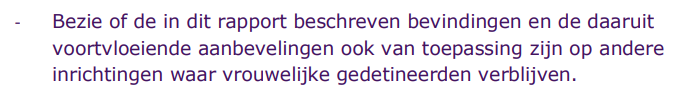 - Bezie of de in dit rapport beschreven bevindingen en de daaruit
voortvloeiende aanbevelingen ook van toepassing zijn op andere
inrichtingen waar vrouwelijke gedetineerden verblijven.